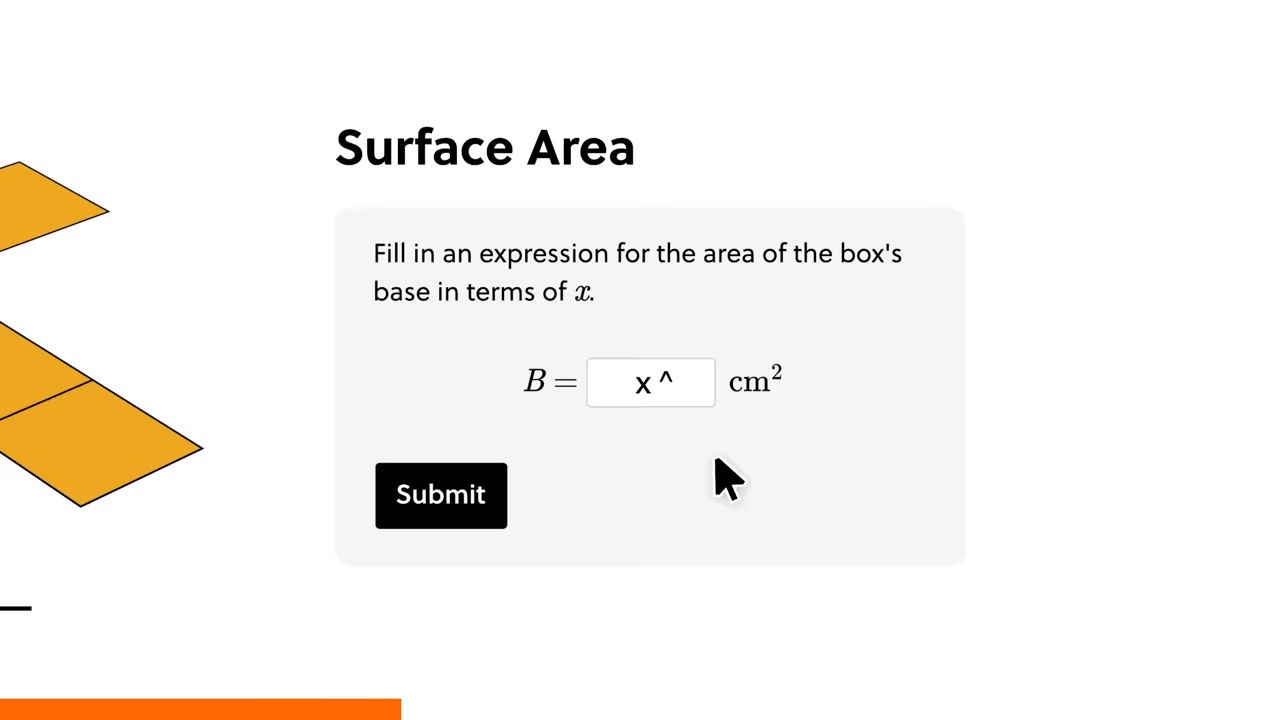 Surface Area
Fill in an expression for the area of the box's
base in terms of x.
B = x ^ cm²
Submit